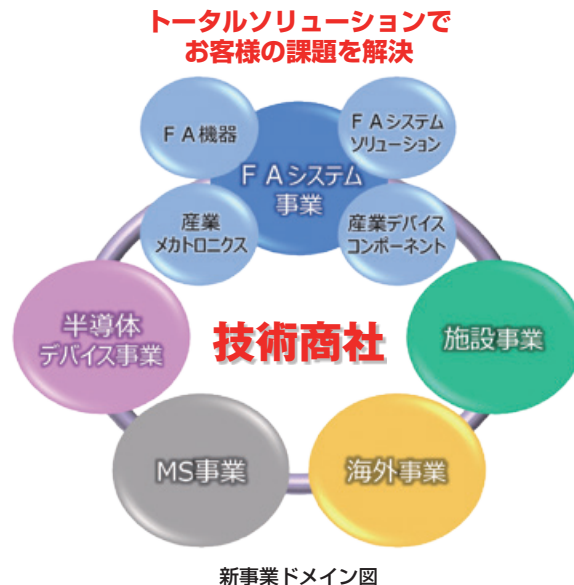 トータルソリューションで
お客様の課題を解決
ＦＡ機器
ＦＡシステム
ソリューション
ＦＡシステム
事業
産業
メカトロニクス
産業デバイス
コンポーネント
半導体
デバイス事業
技術商社
施設事業
MS事業
海外事業
新事業ドメイン図